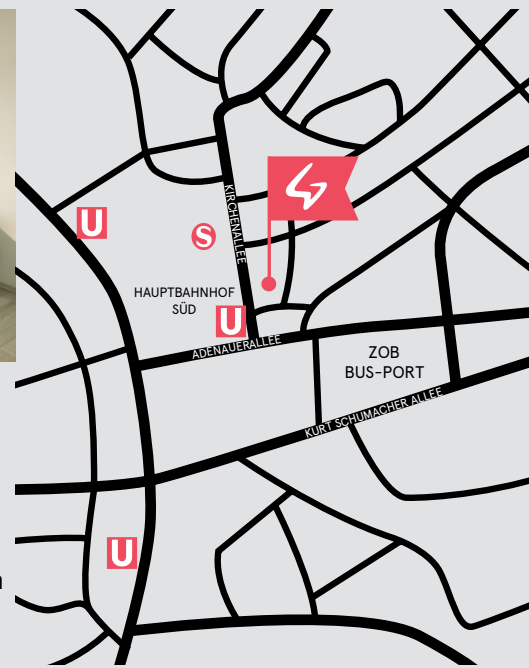 KIRCHENALLEE
U
S
HAUPTBAHNHOF
SÜD
U
ADENAUERALLEE
ZOB
BUS-PORT
KURT SCHUMACHER ALLEE
U